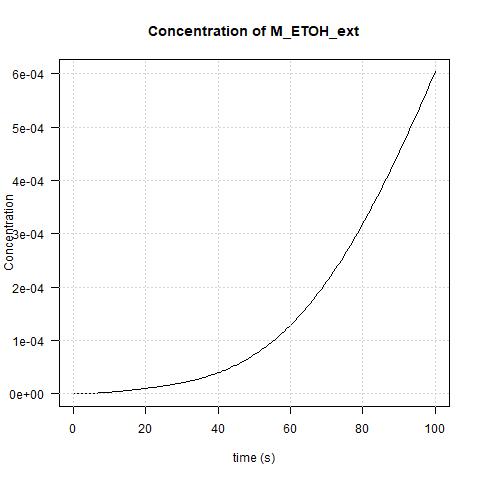 Concentration of M_ETOH_ext
6e-04
5e-04
4e-04
3e-04
2e-04
1e-04
0e+00
Concentration
0 20 40 60 80 100
time (s)